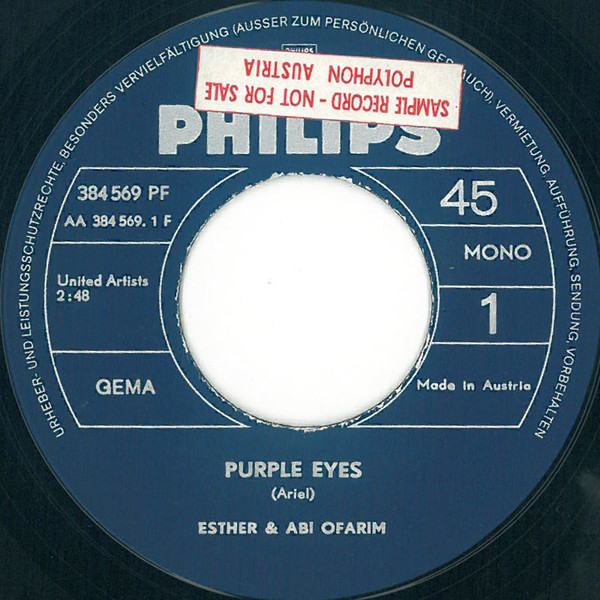 URHEBER- UND LEISTUNGSSCHUTZRECHTE, BESONDERS VERVIELFÄLTIGUNG (AUSSER ZUM PERSÖNLICHEN GEBRAUCH), VERMIETUNG, AUFFÜHRUNG, SENDUNG, VORBEHALTEN
PHILIPS
SAMPLE RECORD - NOT FOR SALE
POLYPHON AUSTRIA
PHILIPS
384 569 PF
AA 384 569. 1 F
45
MONO
United Artists
2:48
1
GEMA
Made in Austria
PURPLE EYES
(Ariel)
ESTHER & ABI OFARIM